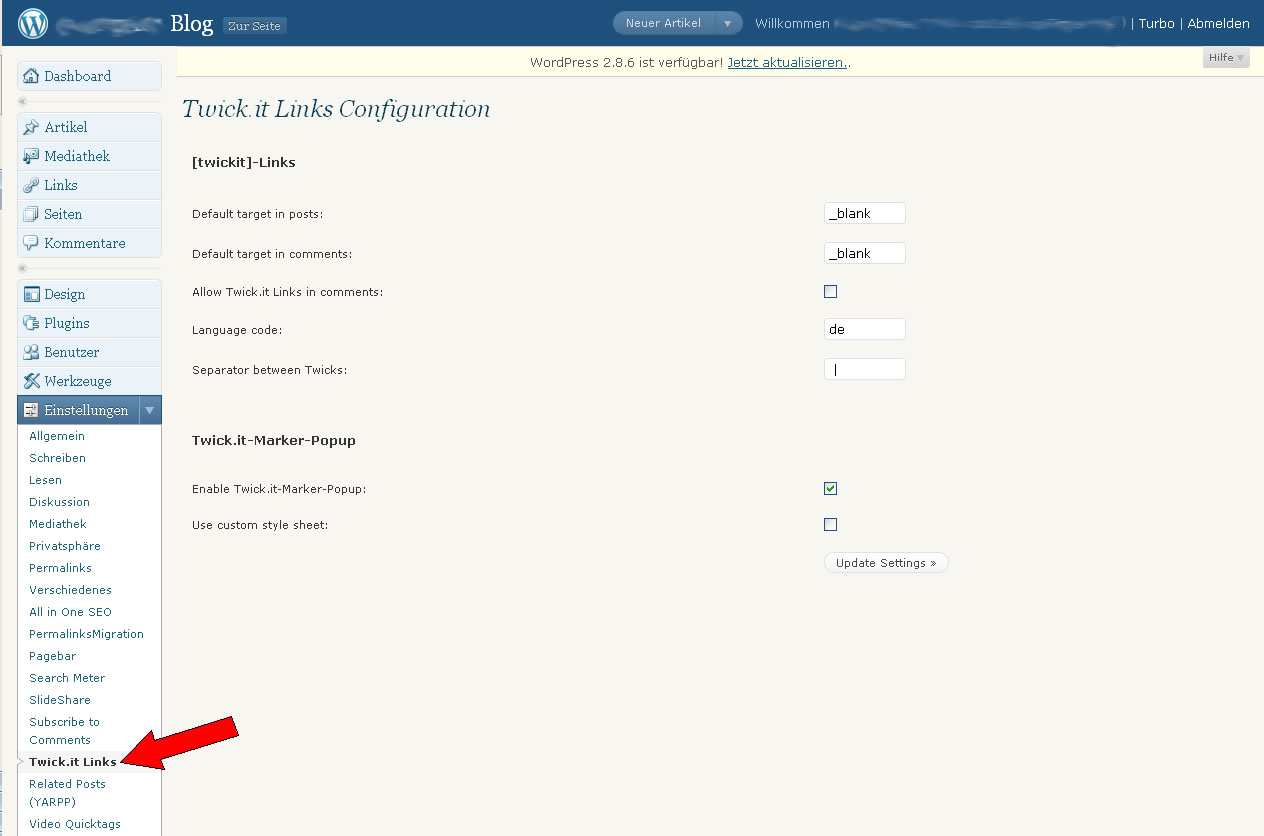 Blog Zur Seite Neuer Artikel Willkommen | Turbo | Abmelden
WordPress 2.8.6 ist verfügbar! Jetzt aktualisieren..
Hilfe
Dashboard
Artikel
Mediathek
Links
Seiten
Kommentare
Design
Plugins
Benutzer
Werkzeuge
Einstellungen
Allgemein
Schreiben
Lesen
Diskussion
Mediathek
Privatsphäre
Permalinks
Verschiedenes
All in One SEO
PermalinksMigration
Pagebar
Search Meter
SlideShare
Subscribe to
Comments
Twick.it Links
Related Posts
(YARPP)
Video Quicktags
Twick.it Links Configuration
[twickit]-Links
Default target in posts: _blank
Default target in comments: _blank
Allow Twick.it Links in comments:
Language code: de
Separator between Twicks: |
Twick.it-Marker-Popup
Enable Twick.it-Marker-Popup:
Use custom style sheet:
Update Settings »